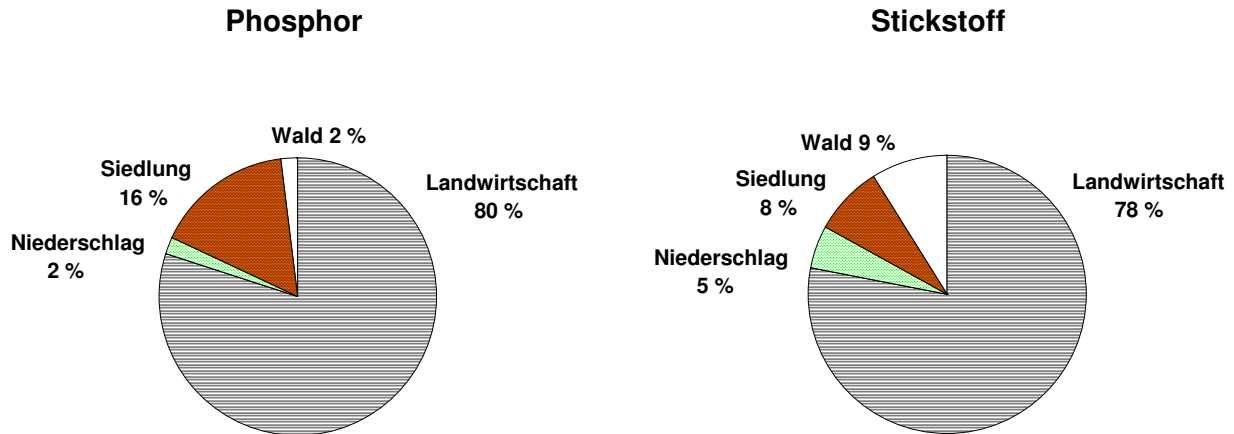 Phosphor
Wald 2 %
Siedlung
16 %
Landwirtschaft
80 %
Niederschlag
2 %
Stickstoff
Wald 9 %
Siedlung
8 %
Landwirtschaft
78 %
Niederschlag
5 %